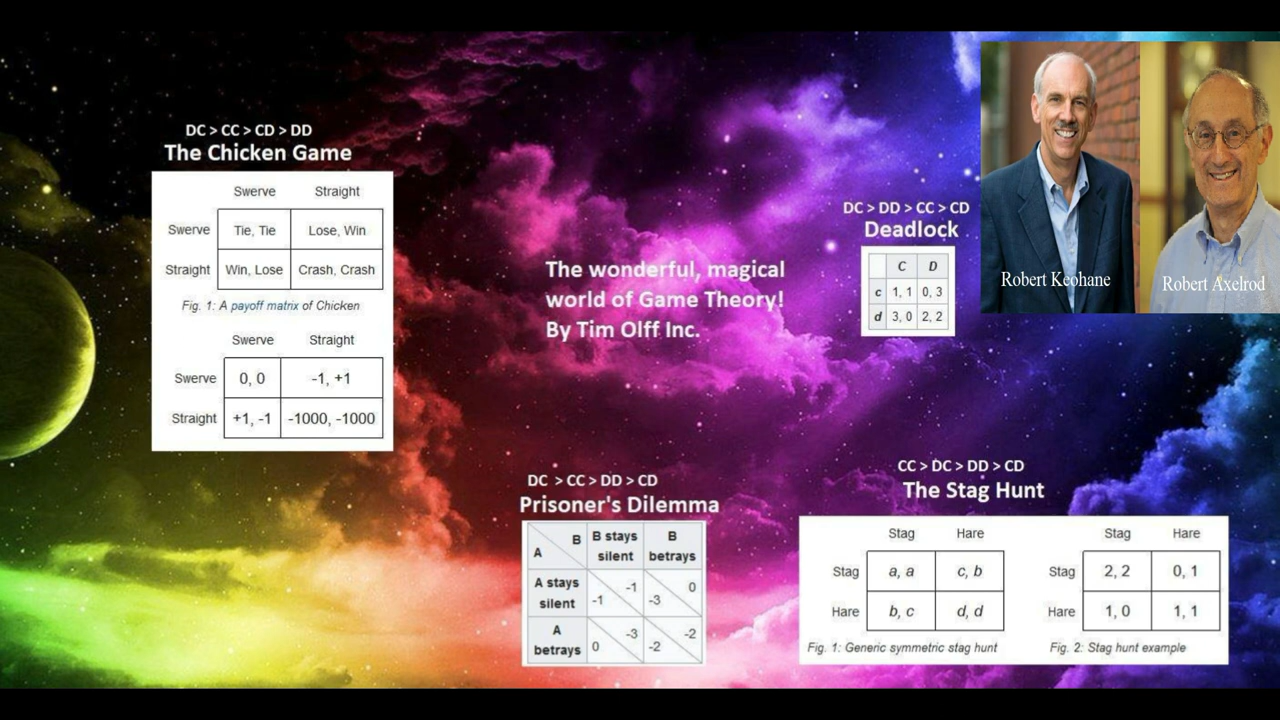 DC > CC > CD > DD
The Chicken Game
Swerve Straight
Swerve Tie, Tie Lose, Win
Straight Win, Lose Crash, Crash
Fig. 1: A payoff matrix of Chicken
Swerve Straight
Swerve 0, 0 -1, +1
Straight +1, -1 -1000, -1000
The wonderful, magical
world of Game Theory!
By Tim Olff Inc.
DC > DD > CC > CD
Deadlock
C D
c 1, 1 0, 3
d 3, 0 2, 2
Robert Keohane
Robert Axelrod
DC > CC > DD > CD
Prisoner's Dilemma
B B stays B
A silent betrays
A stays -1 0
silent -1 -3
A -3 -2
betrays 0 -2
CC > DC > DD > CD
The Stag Hunt
Stag Hare
Stag a, a c, b
Hare b, c d, d
Fig. 1: Generic symmetric stag hunt
Stag Hare
Stag 2, 2 0, 1
Hare 1, 0 1, 1
Fig. 2: Stag hunt example